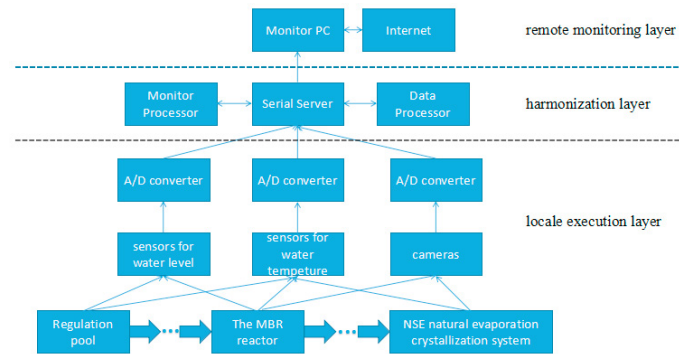 Monitor PC
Internet
remote monitoring layer
Monitor
Processor
Serial Server
Data
Processor
harmonization layer
A/D converter
A/D converter
A/D converter
locale execution layer
sensors for
water level
sensors for
water
tempeture
cameras
Regulation
pool
The MBR
reactor
NSE natural evaporation
crystallization system